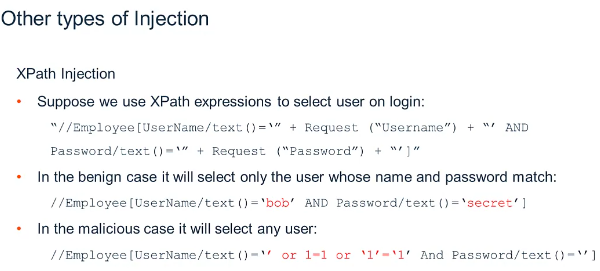 Other types of Injection
XPath Injection
• Suppose we use XPath expressions to select user on login:
“//Employee[UserName/text()=‘” + Request (“Username”) + “’ AND
Password/text()=‘” + Request (“Password”) + “’]”
• In the benign case it will select only the user whose name and password match:
//Employee[UserName/text()=‘bob’ AND Password/text()=‘secret’]
• In the malicious case it will select any user:
//Employee[UserName/text()=‘’ or 1=1 or ‘1’=‘1’ And Password/text()=‘’]